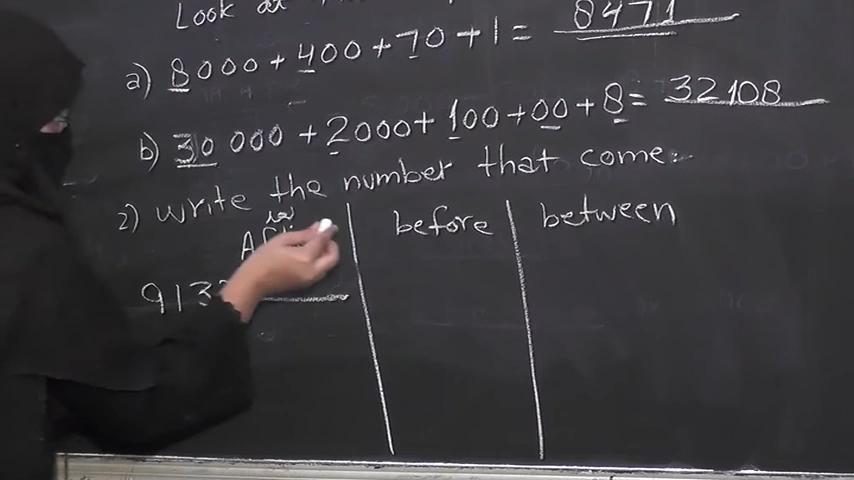 Look at
a) 8000 + 400 + 70 + 1 = 8471
b) 30 000 + 2000 + 100 + 00 + 8 = 32108
2) write the number that come:
before between
913